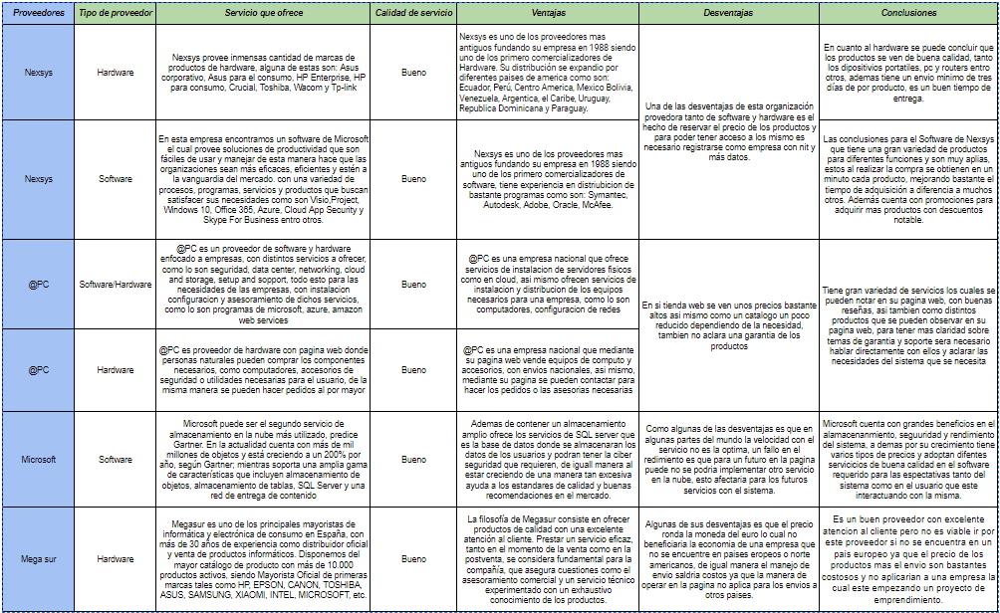 Proveedores
Tipo de proveedor
Servicio que ofrece
Calidad de servicio
Ventajas
Desventajas
Conclusiones
Nexsys
Hardware
Nexsys provee inmensas cantidad de marcas de
productos de hardware, alguna de estas son: Asus
corporativo, Asus para el consumo, HP Enterprise, HP
para consumo, Crucial, Toshiba, Wacom y Tp-link
Bueno
Nexsys es uno de los proveedores mas
antiguos fundando su empresa en 1988 siendo
uno de los primero comercializadores de
Hardware. Su distribución se expandio por
diferentes paises de america como son:
Ecuador, Perú, Centro America, Mexico Bolivia,
Venezuela, Argentica, el Caribe, Uruguay,
Republica Dominicana y Paraguay.
Una de las desventajas de esta organización
provedora tanto de software y hardware es el
hecho de reservar el precio de los productos y
para poder tener acceso a los mismo es
necesario registrarse como empresa con nit y
más datos.
En cuanto al hardware se puede concluir que
los productos se ven de buena calidad, tanto
los dipositivios portatiles, pc y routers entro
otros, ademas tiene un envio minimo de tres
días de por producto, es un buen tiempo de
entrega.
Nexsys
Software
En esta empresa encontramos un software de Microsoft
el cual provee soluciones de productividad que son
fáciles de usar y manejar de esta manera hace que las
organizaciones sean más eficaces, eficientes y estén a
la vanguardia del mercado. con una variedad de
procesos, programas, servicios y productos que buscan
satisfacer sus necesidades como son Visio,Project,
Windows 10, Office 365, Azure, Cloud App Security y
Skype For Business entro otros.
Bueno
Nexsys es uno de los proveedores mas
antiguos fundando su empresa en 1988 siendo
uno de los primero comercializadores de
software, tiene experiencia en distriubicion de
bastante programas como son: Symantec,
Autodesk, Adobe, Oracle, McAfee.
Las conclusiones para el Software de Nexsys
que tiene una gran variedad de productos
para diferentes funciones y son muy aplias,
estos al realizar la compra se obtienen en un
minuto cada producto, mejorando bastante el
tiempo de adquisición a diferencia a muchos
otros. Además cuenta con promociones para
adquirir mas productos con descuentos
notable.
@PC
Software/Hardware
@PC es un proveedor de software y hardware
enfocado a empresas, con distintos servicios a ofrecer,
como lo son seguridad, data center, networking, cloud
and storage, setup and sopport, todo esto para las
necesidades de las empresas, con instalacion
configuracion y asesoramiento de dichos servicios,
como lo son programas de microsoft, azure, amazon
web services
Bueno
@PC es una empresa nacional que ofrece
servicios de instalacion de servidores fisicos
como en cloud, asi mismo ofrecen servicios de
instalacion y distribution de los equipos
necesarios para una empresa, como lo son
computadores, configuracion de redes
En si tienda web se ven unos precios bastante
altos asi mismo como un catalogo un poco
reducido dependiendo de la necesidad,
tambien no aclara una garantia de los
productos
Tiene gran variedad de servicios los cuales se
pueden notar en su pagina web, con buenas
reseñas, asi tambien como distintos
productos que se pueden observar en su
pagina web, para tener mas claridad sobre
temas de garantia y soporte sera necesario
hablar directamente con ellos y aclarar las
necesidades del sistema que se necesita
@PC
Hardware
@PC es proveedor de hardware con pagina web donde
personas naturales pueden comprar los componentes
necesarios, como computadores, accesorios de
seguridad o utilidades necesarias para el usuario, de la
misma manera se pueden hacer pedidos al por mayor
Bueno
@PC es una empresa nacional que mediante
su pagina web vende equipos de computo y
accesorios, con envios nacionales, asi mismo,
mediante su pagina se pueden contactar para
hacer los pedidos o las asesorias necesarias
Microsoft
Software
Microsoft puede ser el segundo servicio de
almacenamiento en la nube más utilizado, predice
Gartner. En la actualidad cuenta con más de mil
millones de objetos y está creciendo a un 200% por
año, según Gartner; mientras soporta una amplia gama
de características que incluyen almacenamiento de
objetos, almacenamiento de tablas, SQL Server y una
red de entrega de contenido
Bueno
Ademas de contener un almacamiento
amplio ofrece los servicios de SQL server que
es la base de datos donde se almacenaran los
datos de los usuarios y podran tener la ciber
seguridad que requieren, de iguall manera al
estar creciendo de una manera tan excesiva
ayuda a los estandares de calidad y buenas
recomendaciones en el mercado.
Como algunas de las desventajas es que en
algunas partes del mundo la velocidad con el
servicio no es la optima, un fallo en el
redimiento es que para un futuro en la pagina
puede no se podria implementar otro servicio
en la nube, esto afectaria para los futuros
servicios con el sistema.
Microsoft cuenta con grandes beneficios en el
almacenanmiento, seguridad y rendimiento
del sistema, a demas por su crecimiento tiene
varios tipos de precios y adoptan difentes
servicicios de buena calidad en el software
requerido para las espectativas tanto del
sistema como en el usuario que este
interactuando con la misma.
Mega sur
Hardware
Megasur es uno de los principales mayoristas de
informática y electrónica de consumo en España, con
más de 30 años de experiencia como distribuidor oficial
y venta de productos informáticos. Disponemos del
mayor catálogo de producto con más de 10.000
productos activos, siendo Mayorista Oficial de primeras
marcas tales como HP, EPSON, CANON, TOSHIBA,
ASUS, SAMSUNG, XIAOMI, INTEL, MICROSOFT, etc.
Bueno
La filosofía de Megasur consiste en ofrecer
productos de calidad con una excelente
atención al cliente. Prestar un servicio eficaz,
tanto en el momento de la venta como en la
postventa, se considera fundamental para la
compañía, que asegura cuestiones como el
asesoramiento comercial y un servicio técnico
experimentado con un exhaustivo
conocimiento de los productos.
Algunas de sus desventajas es que el precio
ronda la moneda del euro lo cual no
beneficiaria la economia de una empresa que
no se encuentre en paises eropeos o norte
americanos, de igual manera el manejo de
envio saldria costos ya que la manera de
operar en la pagina no aplica para los envios a
otros paises.
Es un buen proveedor con excelente
atencion al cliente pero no es viable ir por
este proveedor si no se encuentra en un
pais europeo ya que el precio de los
productos mas el envio son bastantes
costosos y no aplicarian a una empresa la
cual este empezando un proyecto de
emprendimiento.